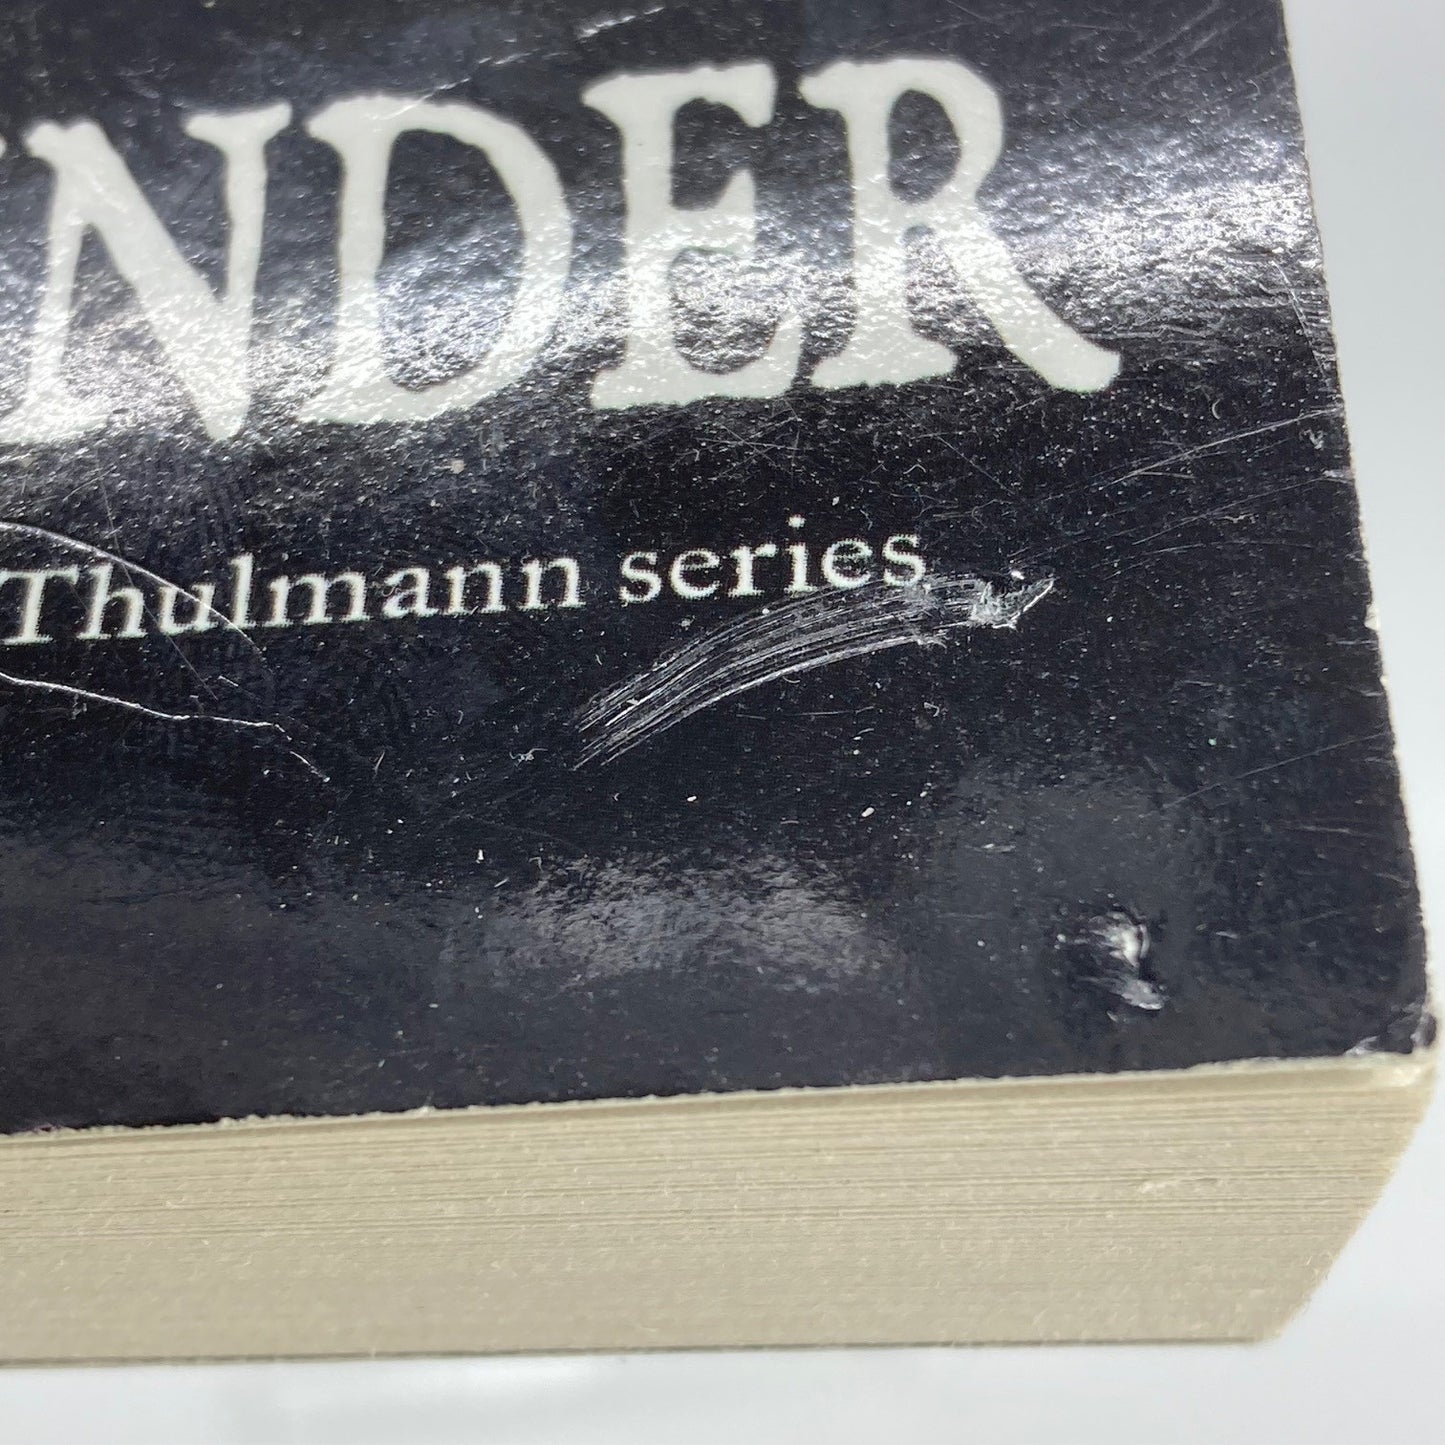 NDER
Thulmann series